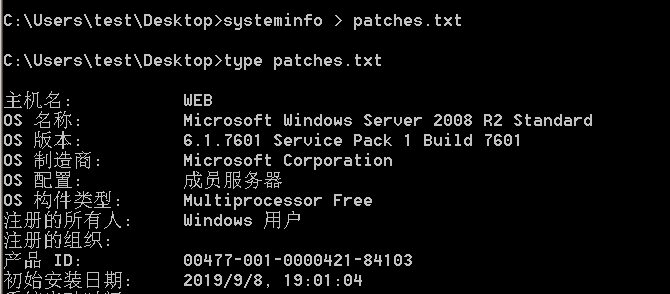 C:\Users\test\Desktop>systeminfo > patches.txt
C:\Users\test\Desktop>type patches.txt
主机名: WEB
OS 名称: Microsoft Windows Server 2008 R2 Standard
OS 版本: 6.1.7601 Service Pack 1 Build 7601
OS 制造商: Microsoft Corporation
OS 配置: 成员服务器
OS 构件类型: Multiprocessor Free
注册的所有人: Windows 用户
注册的组织:
产品 ID: 00477-001-0000421-84103
初始安装日期: 2019/9/8, 19:01:04